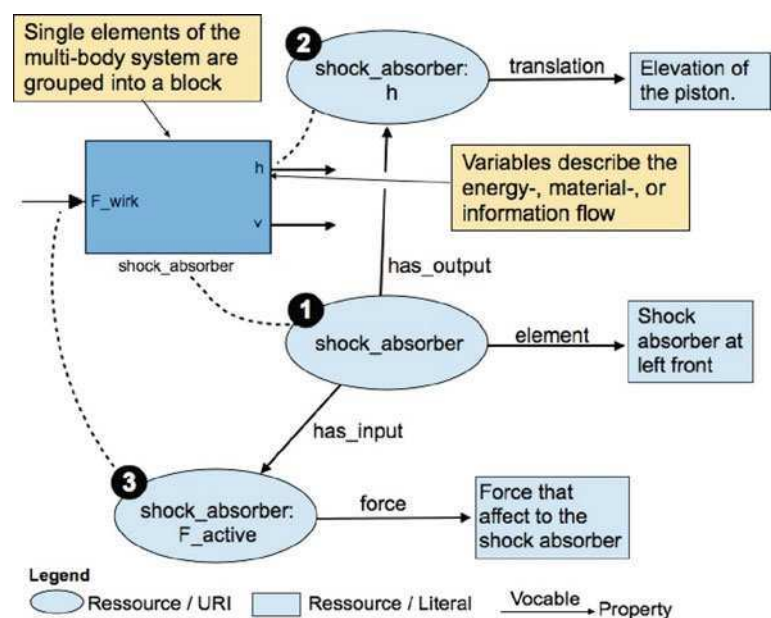 Single elements of the
multi-body system are
grouped into a block
2
shock_absorber:
h
translation
Elevation of
the piston.
h
F_wirk
v
shock_absorber
Variables describe the
energy-, material-, or
information flow
has_output
1
shock_absorber
element
Shock
absorber at
left front
has_input
3
shock_absorber:
F_active
force
Force that
affect to the
shock absorber
Legend
Ressource / URI
Ressource / Literal
Vocable
Property